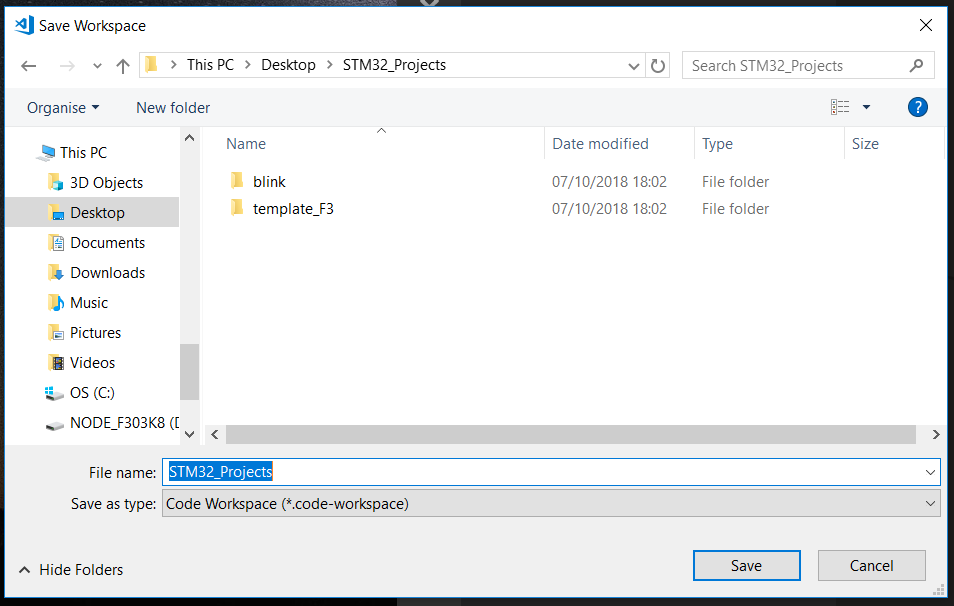 Save Workspace
This PC > Desktop > STM32_Projects
Search STM32_Projects
Organise
New folder
?
Name
Date modified
Type
Size
This PC
3D Objects
Desktop
Documents
Downloads
Music
Pictures
Videos
OS (C:)
NODE_F303K8 (D
blink
07/10/2018 18:02
File folder
template_F3
07/10/2018 18:02
File folder
File name: STM32_Projects
Save as type: Code Workspace (*.code-workspace)
Hide Folders
Save
Cancel